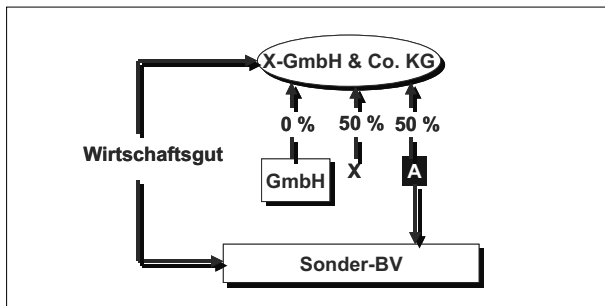 X-GmbH & Co. KG
0 % 50 % 50 %
Wirtschaftsgut
GmbH X A
Sonder-BV